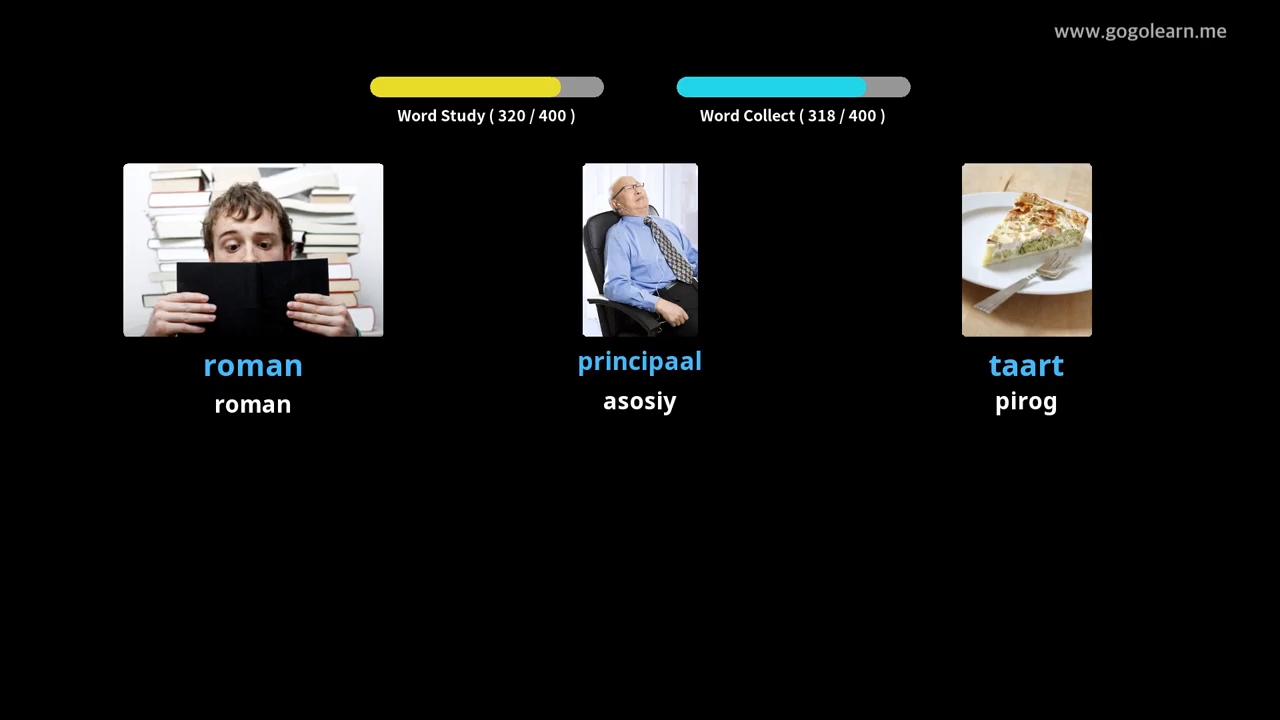 www.gogolearn.me
Word Study ( 320 / 400 )
Word Collect ( 318 / 400 )
roman
roman
principaal
asosiy
taart
pirog